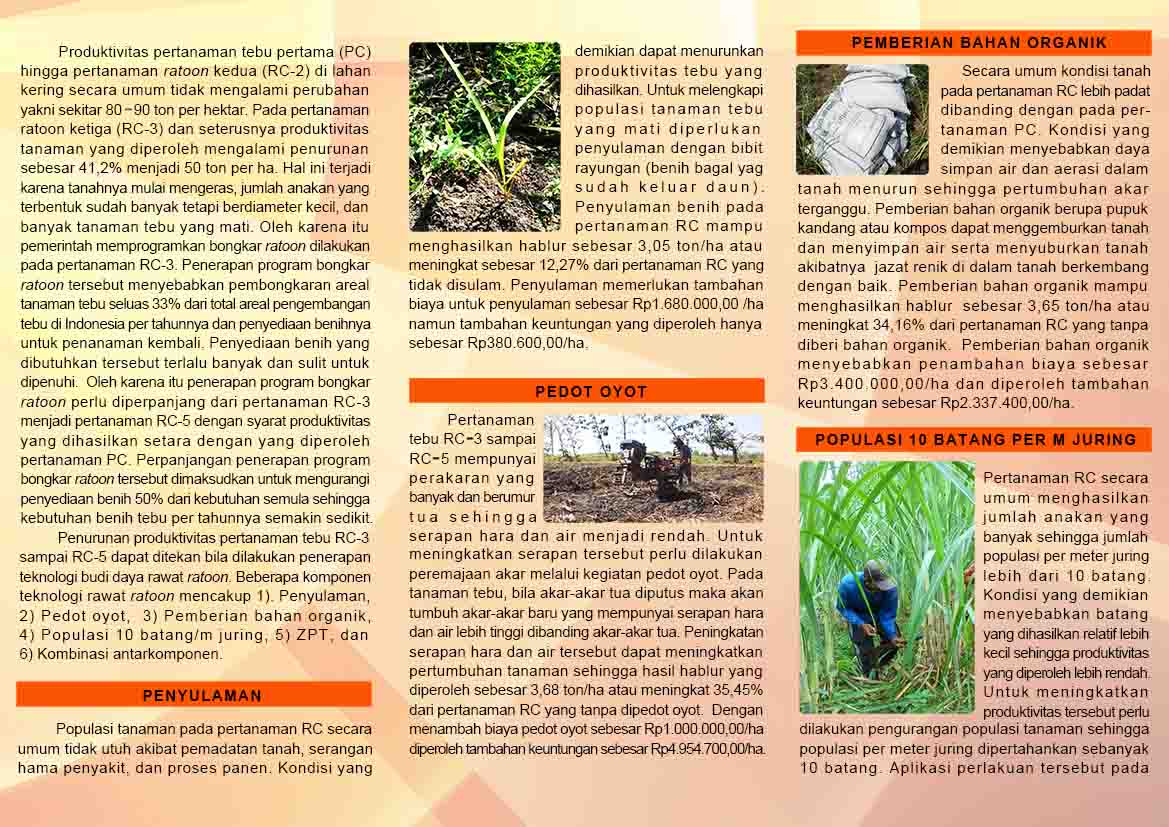 Produktivitas pertanaman tebu pertama (PC)
hingga pertanaman ratoon kedua (RC-2) di lahan
kering secara umum tidak mengalami perubahan
yakni sekitar 80–90 ton per hektar. Pada pertanaman
ratoon ketiga (RC-3) dan seterusnya produktivitas
tanaman yang diperoleh mengalami penurunan
sebesar 41,2% menjadi 50 ton per ha. Hal ini terjadi
karena tanahnya mulai mengeras, jumlah anakan yang
terbentuk sudah banyak tetapi berdiameter kecil, dan
banyak tanaman tebu yang mati. Oleh karena itu
pemerintah memprogramkan bongkar ratoon dilakukan
pada pertanaman RC-3. Penerapan program bongkar
ratoon tersebut menyebabkan pembongkaran areal
tanaman tebu seluas 33% dari total areal pengembangan
tebu di Indonesia per tahunnya dan penyediaan benihnya
untuk penanaman kembali. Penyediaan benih yang
dibutuhkan tersebut terlalu banyak dan sulit untuk
dipenuhi. Oleh karena itu penerapan program bongkar
ratoon perlu diperpanjang dari pertanaman RC-3
menjadi pertanaman RC-5 dengan syarat produktivitas
yang dihasilkan setara dengan yang diperoleh
pertanaman PC. Perpanjangan penerapan program
bongkar ratoon tersebut dimaksudkan untuk mengurangi
penyediaan benih 50% dari kebutuhan semula sehingga
kebutuhan benih tebu per tahunnya semakin sedikit.
Penurunan produktivitas pertanaman tebu RC-3
sampai RC-5 dapat ditekan bila dilakukan penerapan
teknologi budi daya rawat ratoon. Beberapa komponen
teknologi rawat ratoon mencakup 1). Penyulaman,
2) Pedot oyot, 3) Pemberian bahan organik,
4) Populasi 10 batang/m juring, 5) ZPT, dan
6) Kombinasi antarkomponen.
PENYULAMAN
Populasi tanaman pada pertanaman RC secara
umum tidak utuh akibat pemadatan tanah, serangan
hama penyakit, dan proses panen. Kondisi yang
demikian dapat menurunkan
produktivitas tebu yang
dihasilkan. Untuk melengkapi
populasi tanaman tebu
yang mati diperlukan
penyulaman dengan bibit
rayungan (benih bagal yag
sudah keluar daun).
Penyulaman benih pada
pertanaman RC mampu
menghasilkan hablur sebesar 3,05 ton/ha atau
meningkat sebesar 12,27% dari pertanaman RC yang
tidak disulam. Penyulaman memerlukan tambahan
biaya untuk penyulaman sebesar Rp1.680.000,00 /ha
namun tambahan keuntungan yang diperoleh hanya
sebesar Rp380.600,00/ha.
PEDOT OYOT
Pertanaman
tebu RC–3 sampai
RC–5 mempunyai
perakaran yang
banyak dan berumur
tua sehingga
serapan hara dan air menjadi rendah. Untuk
meningkatkan serapan tersebut perlu dilakukan
peremajaan akar melalui kegiatan pedot oyot. Pada
tanaman tebu, bila akar-akar tua diputus maka akan
tumbuh akar-akar baru yang mempunyai serapan hara
dan air lebih tinggi dibanding akar-akar tua. Peningkatan
serapan hara dan air tersebut dapat meningkatkan
pertumbuhan tanaman sehingga hasil hablur yang
diperoleh sebesar 3,68 ton/ha atau meningkat 35,45%
dari pertanaman RC yang tanpa dipedot oyot. Dengan
menambah biaya pedot oyot sebesar Rp1.000.000,00/ha
diperoleh tambahan keuntungan sebesar Rp4.954.700,00/ha.
PEMBERIAN BAHAN ORGANIK
Secara umum kondisi tanah
pada pertanaman RC lebih padat
dibanding dengan pada per-
tanaman PC. Kondisi yang
demikian menyebabkan daya
simpan air dan aerasi dalam
tanah menurun sehingga pertumbuhan akar
terganggu. Pemberian bahan organik berupa pupuk
kandang atau kompos dapat menggemburkan tanah
dan menyimpan air serta menyuburkan tanah
akibatnya jazat renik di dalam tanah berkembang
dengan baik. Pemberian bahan organik mampu
menghasilkan hablur sebesar 3,65 ton/ha atau
meningkat 34,16% dari pertanaman RC yang tanpa
diberi bahan organik. Pemberian bahan organik
menyebabkan penambahan biaya sebesar
Rp3.400.000,00/ha dan diperoleh tambahan
keuntungan sebesar Rp2.337.400,00/ha.
POPULASI 10 BATANG PER M JURING
Pertanaman RC secara
umum menghasilkan
jumlah anakan yang
banyak sehingga jumlah
populasi per meter juring
lebih dari 10 batang.
Kondisi yang demikian
menyebabkan batang
yang dihasilkan relatif lebih
kecil sehingga produktivitas
yang diperoleh lebih rendah.
Untuk meningkatkan
produktivitas tersebut perlu
dilakukan pengurangan populasi tanaman sehingga
populasi per meter juring dipertahankan sebanyak
10 batang. Aplikasi perlakuan tersebut pada